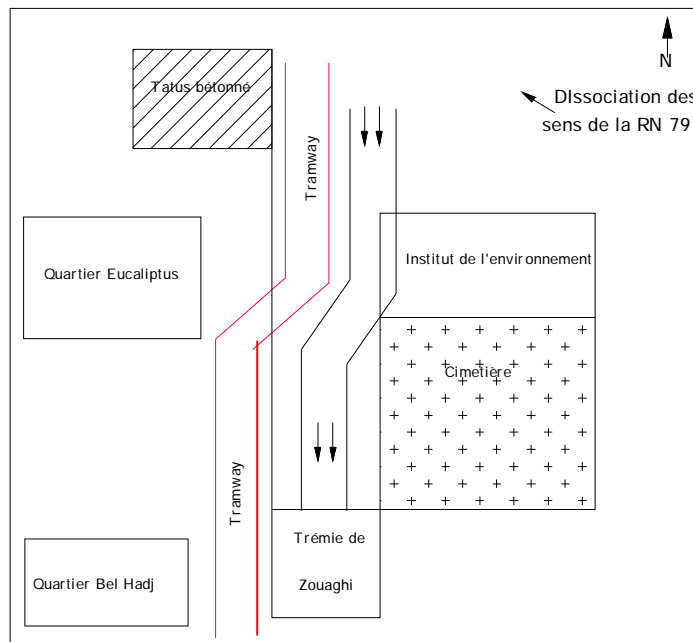 N
Tatus bétonné
DIssociation des
sens de la RN 79
Tramway
Institut de l'environnement
Quartier Eucaliptus
Cimetière
Tramway
Trémie de
Zouaghi
Quartier Bel Hadj